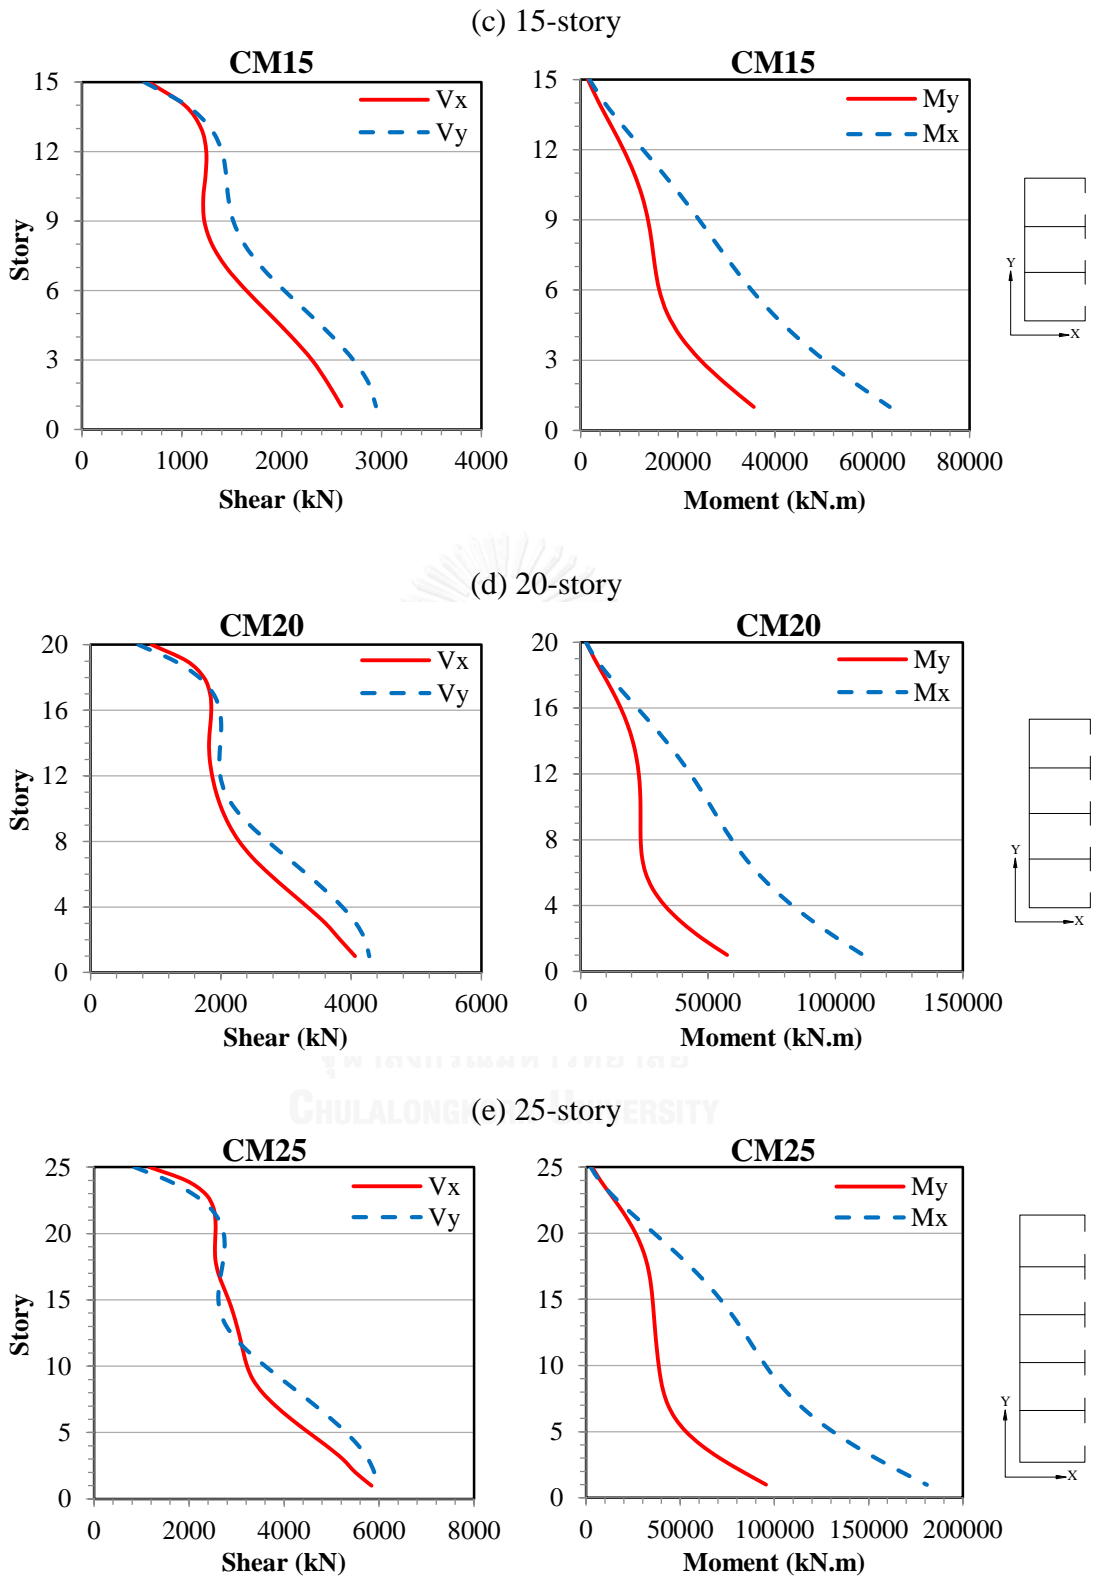 (c) 15-story
CM15
CM15
15
12
9
6
3
0
Story
Vx
Vy
0 1000 2000 3000 4000
Shear (kN)
15
12
9
6
3
0
My
Mx
0 20000 40000 60000 80000
Moment (kN.m)
Y
X
(d) 20-story
CM20
CM20
20
16
12
8
4
0
Story
Vx
Vy
0 2000 4000 6000
Shear (kN)
20
16
12
8
4
0
My
Mx
0 50000 100000 150000
Moment (kN.m)
Y
X
CHULALONGKORN UNIVERSITY
(e) 25-story
CM25
CM25
25
20
15
10
5
0
Story
Vx
Vy
0 2000 4000 6000 8000
Shear (kN)
25
20
15
10
5
0
My
Mx
0 50000 100000 150000 200000
Moment (kN.m)
Y
X